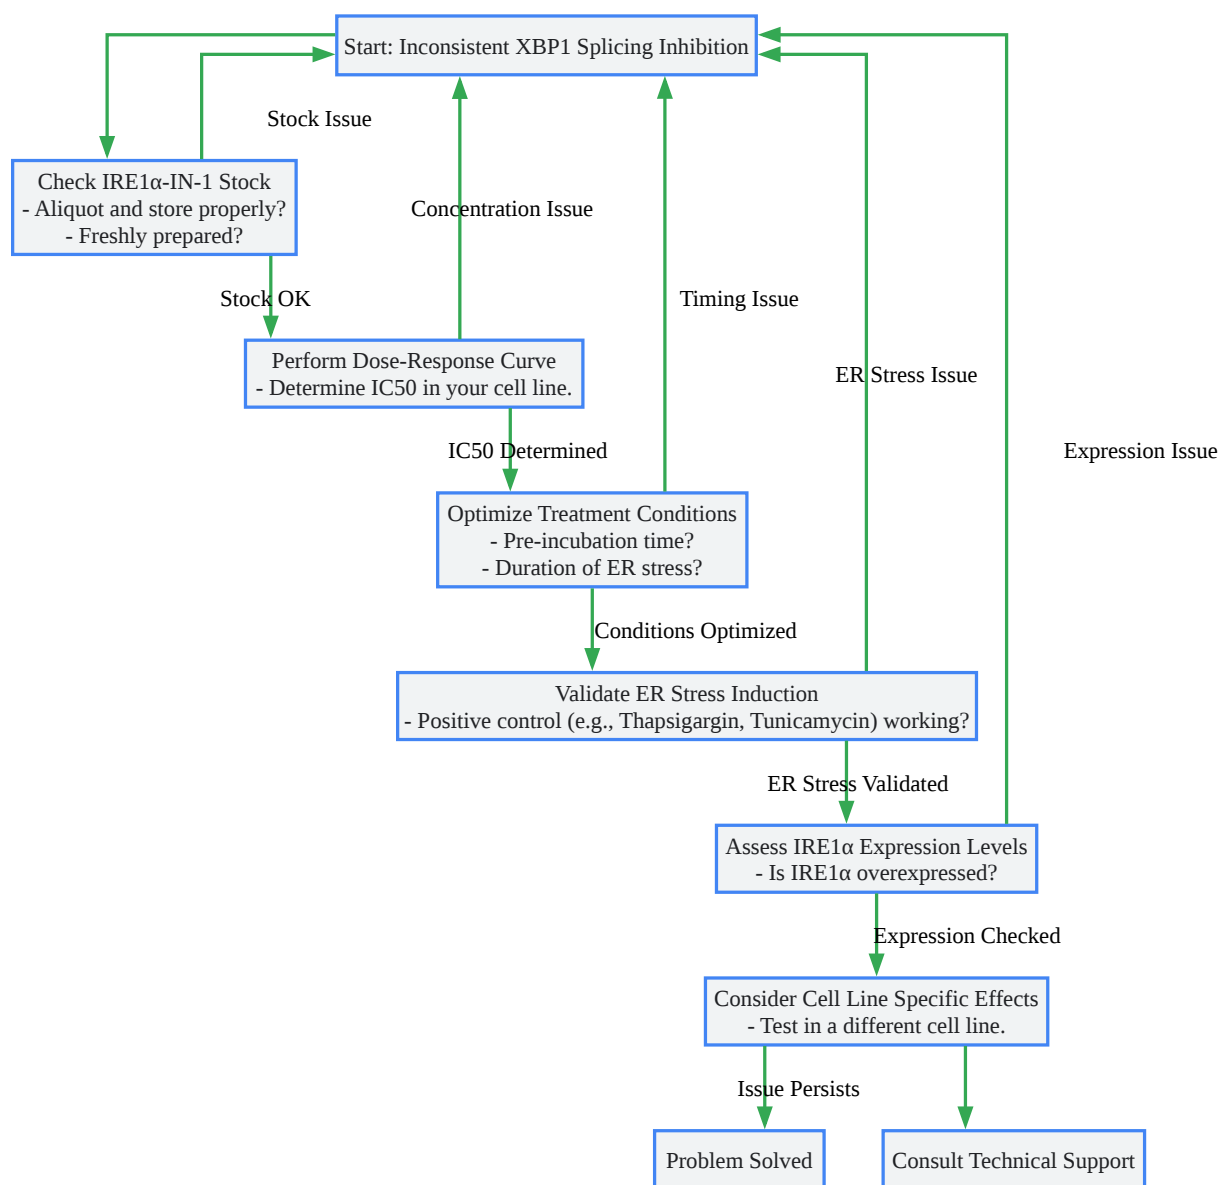 Start: Inconsistent XBP1 Splicing Inhibition
Stock Issue
Check IRE1α-IN-1 Stock
- Aliquot and store properly?
- Freshly prepared?
Concentration Issue
Stock OK
Timing Issue
Perform Dose-Response Curve
- Determine IC50 in your cell line.
ER Stress Issue
IC50 Determined
Expression Issue
Optimize Treatment Conditions
- Pre-incubation time?
- Duration of ER stress?
Conditions Optimized
Validate ER Stress Induction
- Positive control (e.g., Thapsigargin, Tunicamycin) working?
ER Stress Validated
Assess IRE1α Expression Levels
- Is IRE1α overexpressed?
Expression Checked
Consider Cell Line Specific Effects
- Test in a different cell line.
Issue Persists
Problem Solved
Consult Technical Support